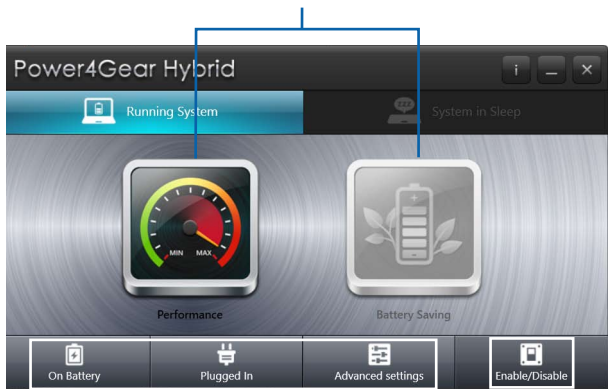 Power4Gear Hybrid
i
Running System
zzz
System in Sleep
MIN MAX
Performance
Battery Saving
On Battery
Plugged In
Advanced settings
Enable/Disable